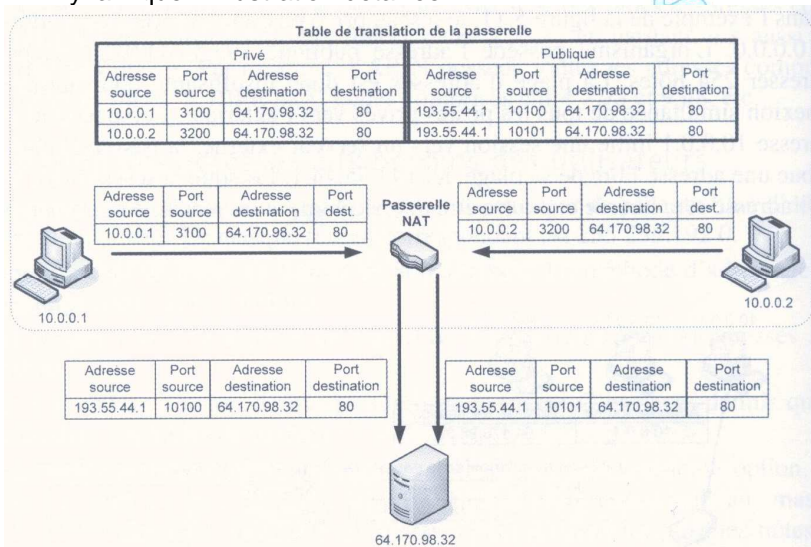 Table de translation de la passerelle
Privé Publique
Adresse source Port source Adresse destination Port destination Adresse source Port source Adresse destination Port destination
10.0.0.1 3100 64.170.98.32 80 193.55.44.1 10100 64.170.98.32 80
10.0.0.2 3200 64.170.98.32 80 193.55.44.1 10101 64.170.98.32 80
Adresse source Port source Adresse destination Port dest.
10.0.0.1 3100 64.170.98.32 80
Passerelle
NAT
Adresse source Port source Adresse destination Port dest.
10.0.0.2 3200 64.170.98.32 80
10.0.0.1
10.0.0.2
Adresse source Port source Adresse destination Port destination
193.55.44.1 10100 64.170.98.32 80
Adresse source Port source Adresse destination Port destination
193.55.44.1 10101 64.170.98.32 80
64.170.98.32